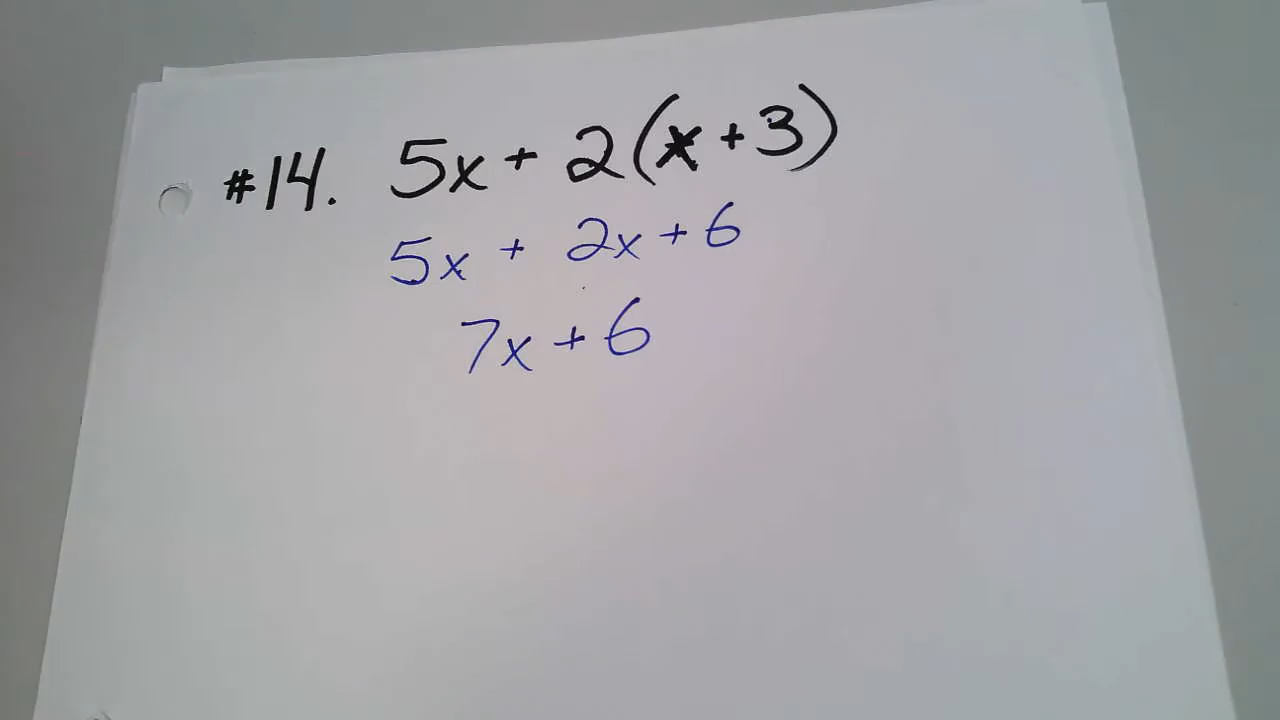 #14. 5x + 2(x + 3)
5x + 2x + 6
7x + 6